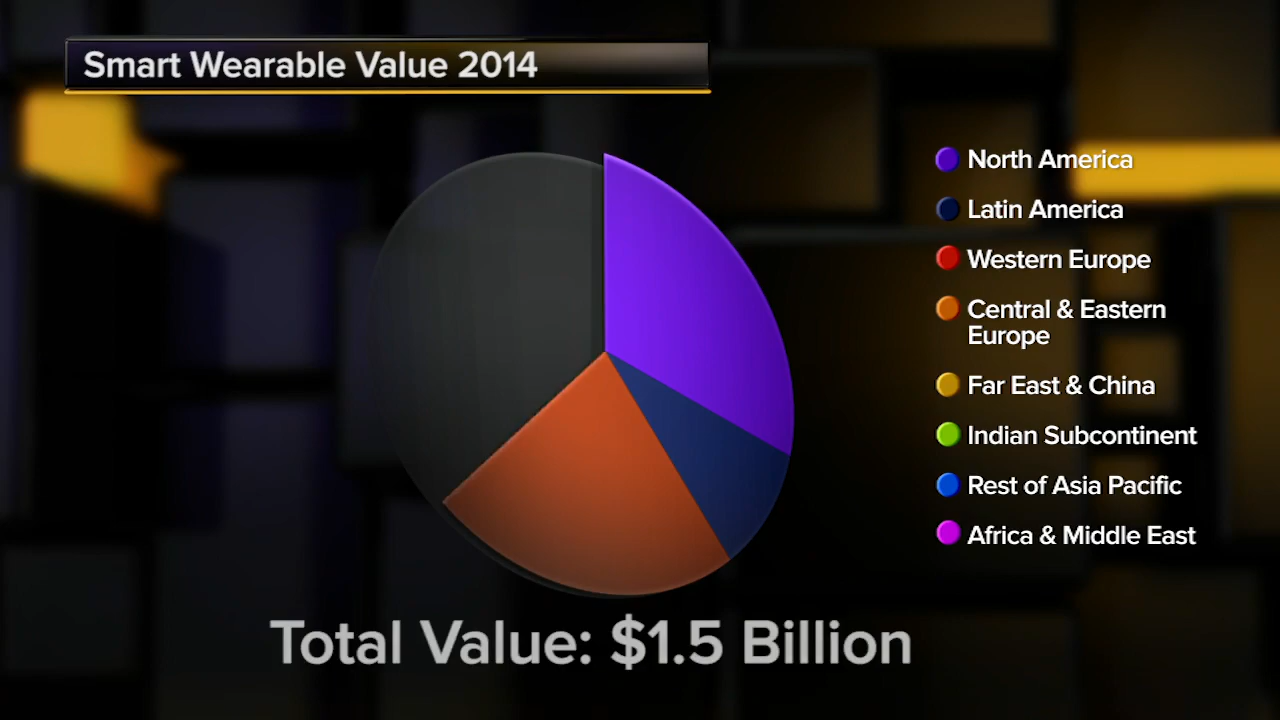 Smart Wearable Value 2014
North America
Latin America
Western Europe
Central & Eastern
Europe
Far East & China
Indian Subcontinent
Rest of Asia Pacific
Africa & Middle East
Total Value: $1.5 Billion